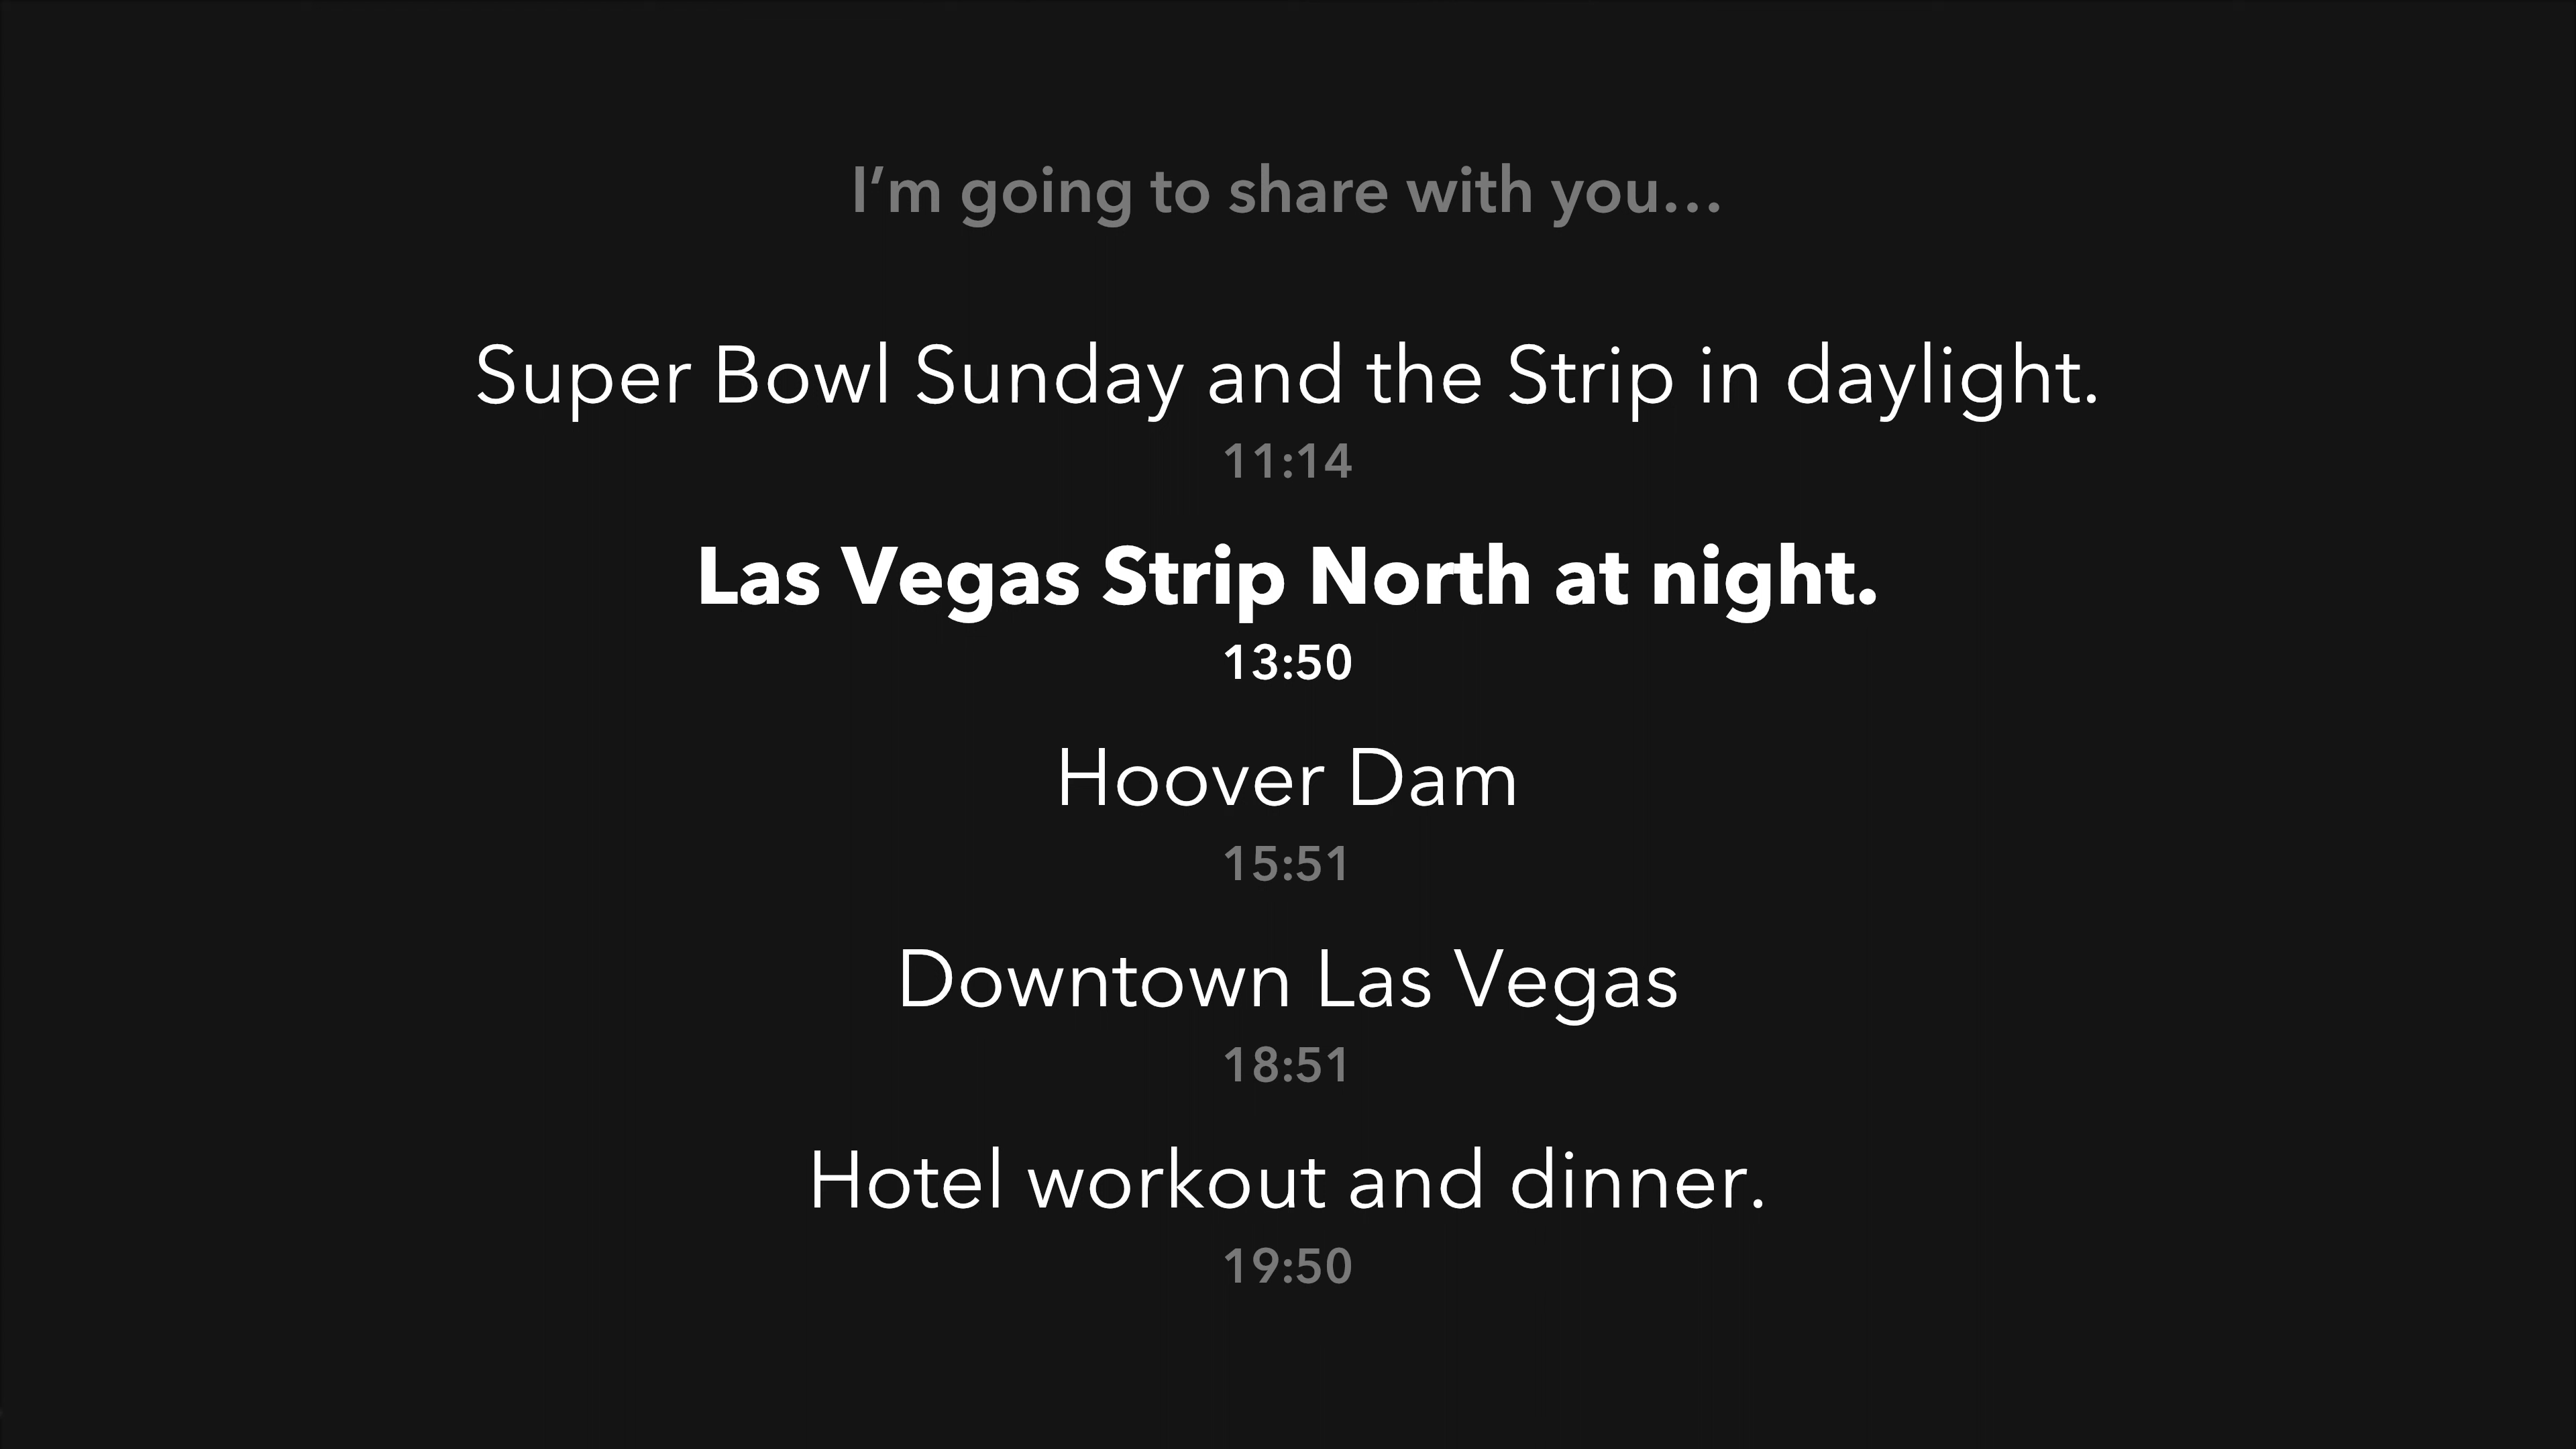 I’m going to share with you...
Super Bowl Sunday and the Strip in daylight.
11:14
Las Vegas Strip North at night.
13:50
Hoover Dam
15:51
Downtown Las Vegas
18:51
Hotel workout and dinner.
19:50